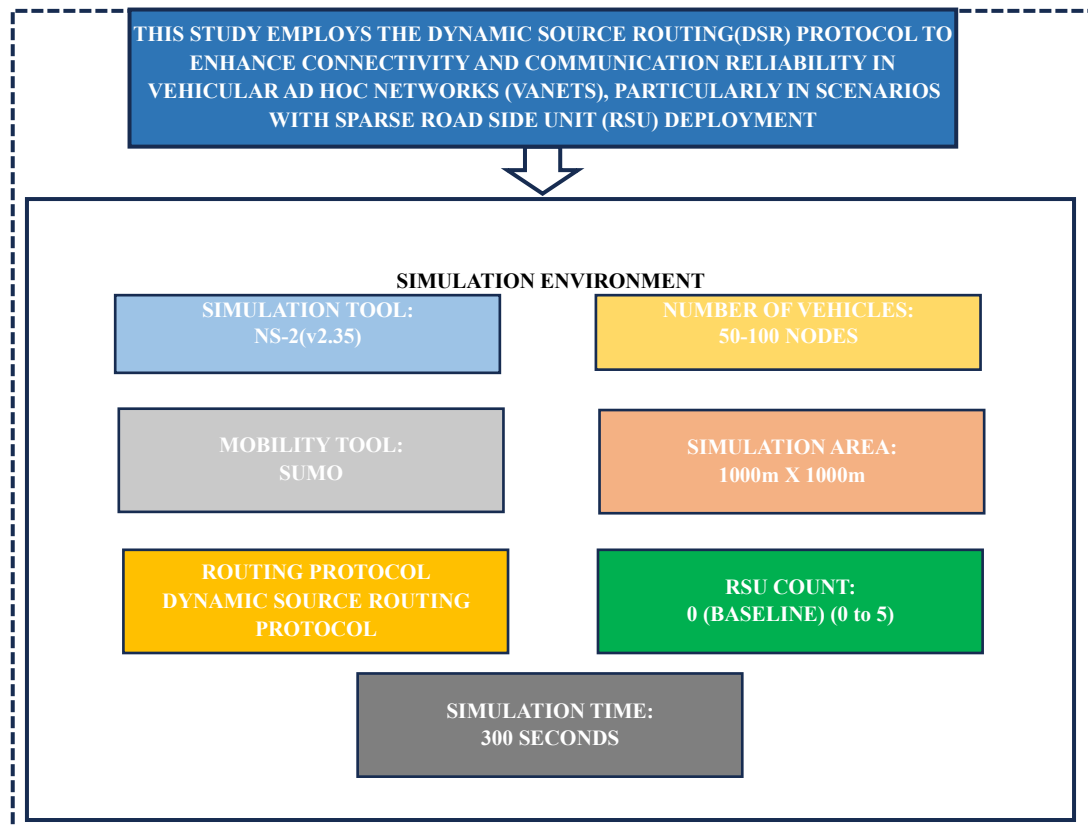 THIS STUDY EMPLOYS THE DYNAMIC SOURCE ROUTING(DSR) PROTOCOL TO
ENHANCE CONNECTIVITY AND COMMUNICATION RELIABILITY IN
VEHICULAR AD HOC NETWORKS (VANETS), PARTICULARLY IN SCENARIOS
WITH SPARSE ROAD SIDE UNIT (RSU) DEPLOYMENT
SIMULATION ENVIRONMENT
SIMULATION TOOL:
NS-2(v2.35)
NUMBER OF VEHICLES:
50-100 NODES
MOBILITY TOOL:
SUMO
SIMULATION AREA:
1000m X 1000m
ROUTING PROTOCOL
DYNAMIC SOURCE ROUTING
PROTOCOL
RSU COUNT:
0 (BASELINE) (0 to 5)
SIMULATION TIME:
300 SECONDS